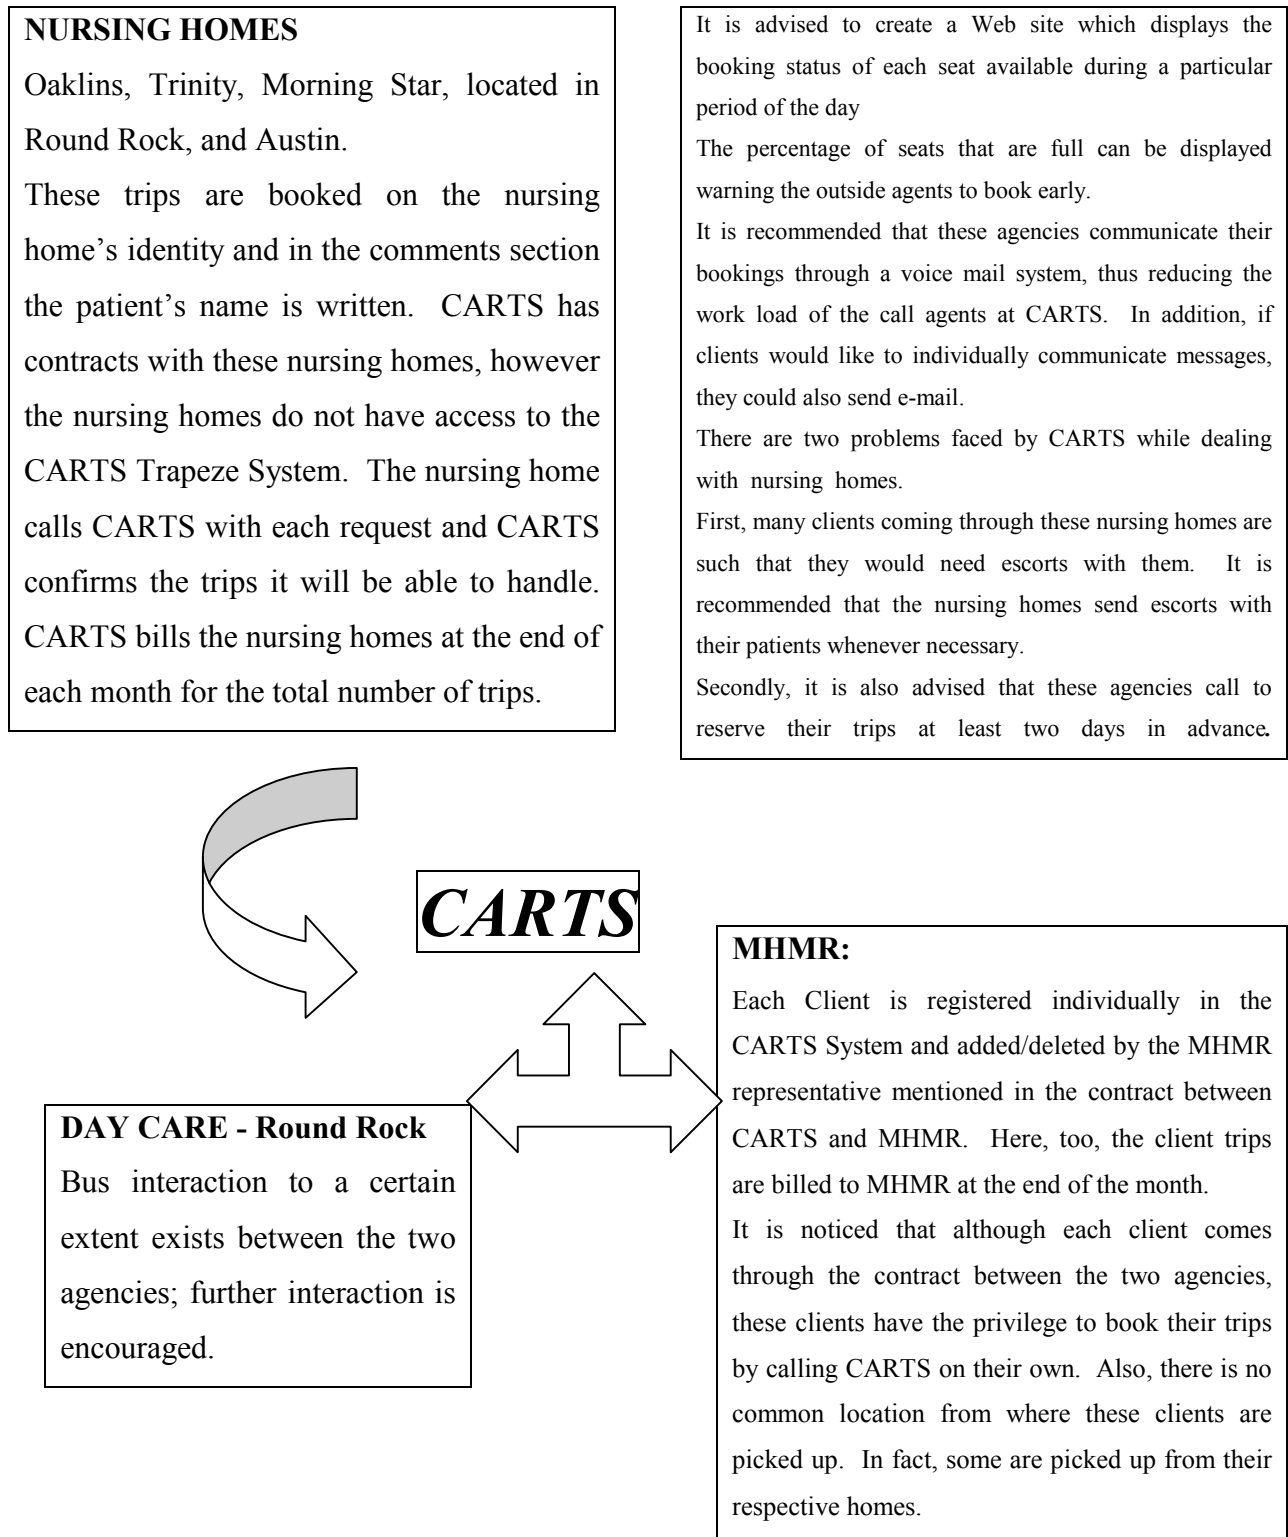 NURSING HOMES
Oaklins, Trinity, Morning Star, located in
Round Rock, and Austin.
These trips are booked on the nursing
home’s identity and in the comments section
the patient’s name is written. CARTS has
contracts with these nursing homes, however
the nursing homes do not have access to the
CARTS Trapeze System. The nursing home
calls CARTS with each request and CARTS
confirms the trips it will be able to handle.
CARTS bills the nursing homes at the end of
each month for the total number of trips.
It is advised to create a Web site which displays the
booking status of each seat available during a particular
period of the day
The percentage of seats that are full can be displayed
warning the outside agents to book early.
It is recommended that these agencies communicate their
bookings through a voice mail system, thus reducing the
work load of the call agents at CARTS. In addition, if
clients would like to individually communicate messages,
they could also send e-mail.
There are two problems faced by CARTS while dealing
with nursing homes.
First, many clients coming through these nursing homes are
such that they would need escorts with them. It is
recommended that the nursing homes send escorts with
their patients whenever necessary.
Secondly, it is also advised that these agencies call to
reserve their trips at least two days in advance.
CARTS
DAY CARE - Round Rock
Bus interaction to a certain
extent exists between the two
agencies; further interaction is
encouraged.
MHMR:
Each Client is registered individually in the
CARTS System and added/deleted by the MHMR
representative mentioned in the contract between
CARTS and MHMR. Here, too, the client trips
are billed to MHMR at the end of the month.
It is noticed that although each client comes
through the contract between the two agencies,
these clients have the privilege to book their trips
by calling CARTS on their own. Also, there is no
common location from where these clients are
picked up. In fact, some are picked up from their
respective homes.